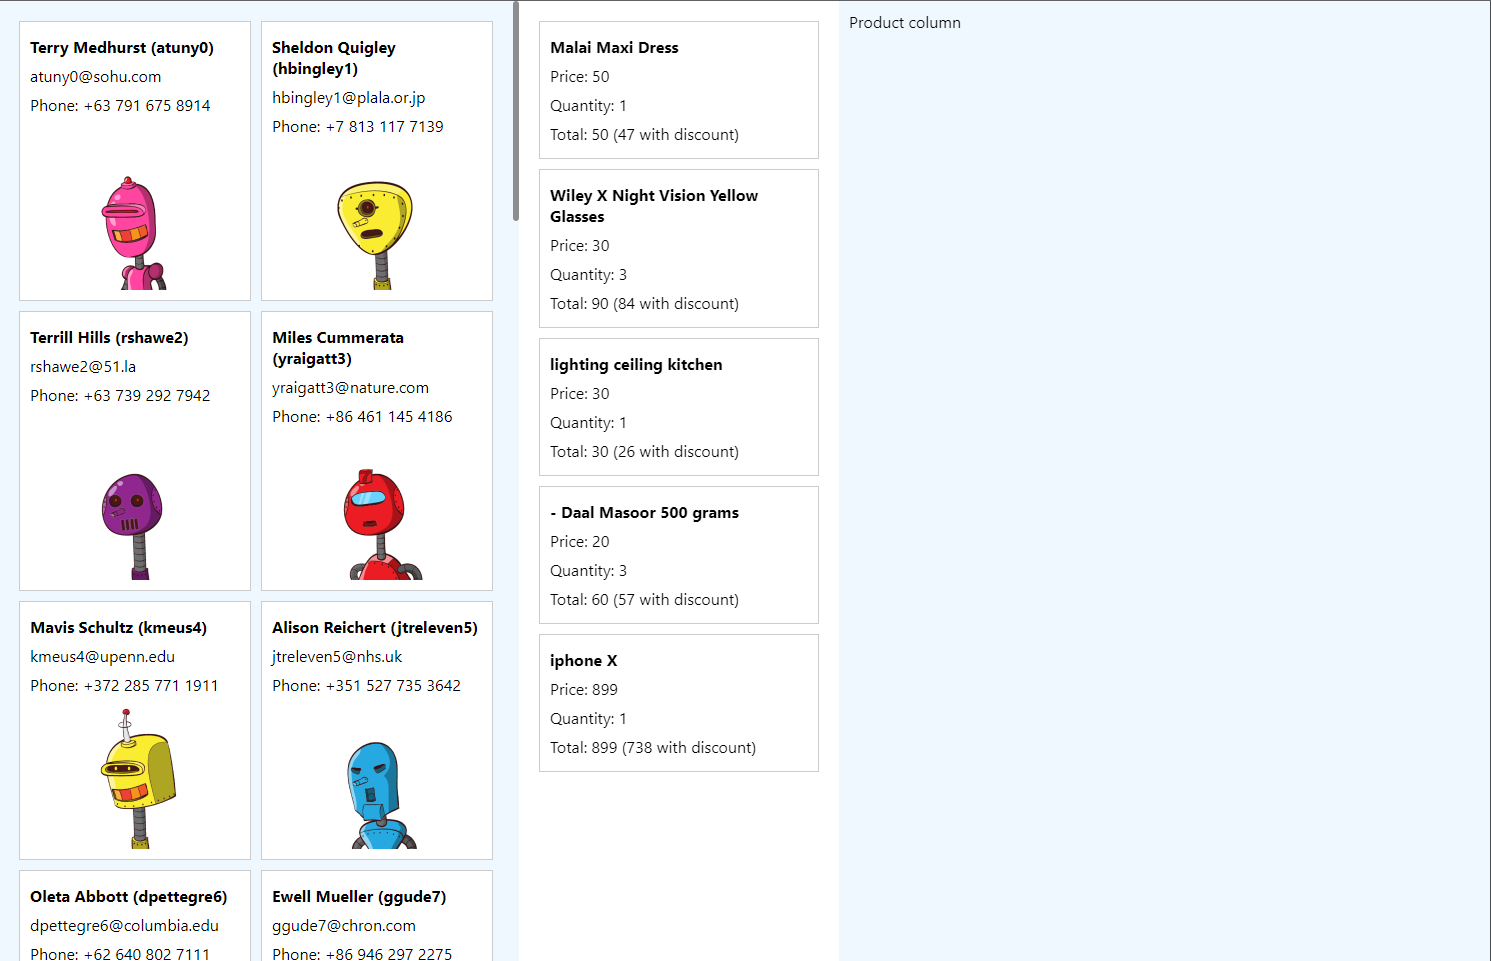 Terry Medhurst (atuny0)
atuny0@sohu.com
Phone: +63 791 675 8914
Sheldon Quigley
(hbingley1)
hbingley1@plala.or.jp
Phone: +7 813 117 7139
Terrill Hills (rshawe2)
rshawe2@51.la
Phone: +63 739 292 7942
Miles Cummerata
(yraigatt3)
yraigatt3@nature.com
Phone: +86 461 145 4186
Mavis Schultz (kmeus4)
kmeus4@upenn.edu
Phone: +372 285 771 1911
Alison Reichert (jtreleven5)
jtreleven5@nhs.uk
Phone: +351 527 735 3642
Oleta Abbott (dpettegre6)
dpettegre6@columbia.edu
Phone: +62 640 802 7111
Ewell Mueller (ggude7)
ggude7@chron.com
Phone: +86 946 297 2275
Malai Maxi Dress
Price: 50
Quantity: 1
Total: 50 (47 with discount)
Wiley X Night Vision Yellow
Glasses
Price: 30
Quantity: 3
Total: 90 (84 with discount)
lighting ceiling kitchen
Price: 30
Quantity: 1
Total: 30 (26 with discount)
- Daal Masoor 500 grams
Price: 20
Quantity: 3
Total: 60 (57 with discount)
iphone X
Price: 899
Quantity: 1
Total: 899 (738 with discount)
Product column